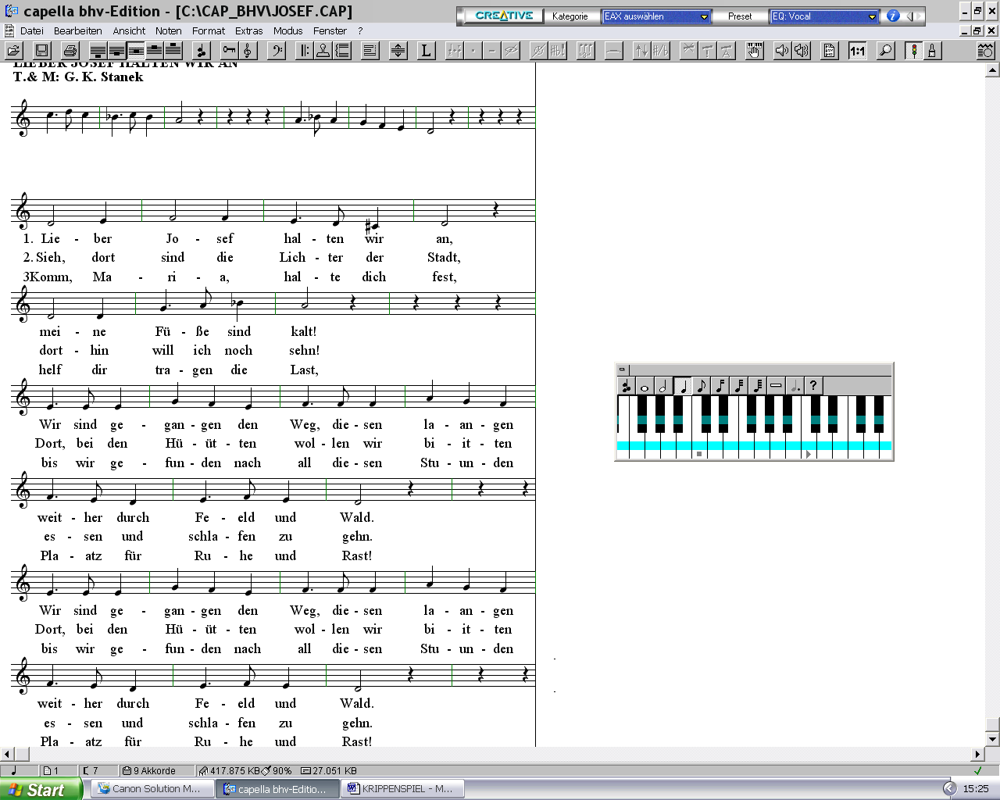 capella bhv-Edition - [C:\CAP_BHV\JOSEF.CAP]
CREATIVE Kategorie EAX auswählen Preset EQ: Vocal
Datei Bearbeiten Ansicht Noten Format Extras Modus Fenster ?
L 1:1
LIEBER JOSEF HALTEN WIR AN
T.& M: G. K. Stanek
1. Lie - ber Jo - sef hal - ten wir an,
2. Sieh, dort sind die Lich - ter der Stadt,
3Komm, Ma - ri - a, hal - te dich fest,
mei - ne Fü - ße sind kalt!
dort - hin will ich noch sehn!
helf dir tra - gen die Last,
?
Wir sind ge - gan - gen den Weg, die - sen la - an - gen
Dort, bei den Hü - üt - ten wol - len wir bi - it - ten
bis wir ge - fun - den nach all die - sen Stu - un - den
weit - her durch Fe - eld und Wald.
es - sen und schla - fen zu gehn.
Pla - atz für Ru - he und Rast!
Wir sind ge - gan - gen den Weg, die - sen la - an - gen
Dort, bei den Hü - üt - ten wol - len wir bi - it - ten
bis wir ge - fun - den nach all die - sen Stu - un - den
weit - her durch Fe - eld und Wald.
es - sen und schla - fen zu gehn.
Pla - atz für Ru - he und Rast!
1 7 9 Akkorde 417.875 KB 90% 27.051 KB
Start Canon Solution M... capella bhv-Editio... KRIPPENSPIEL - M... 15:25